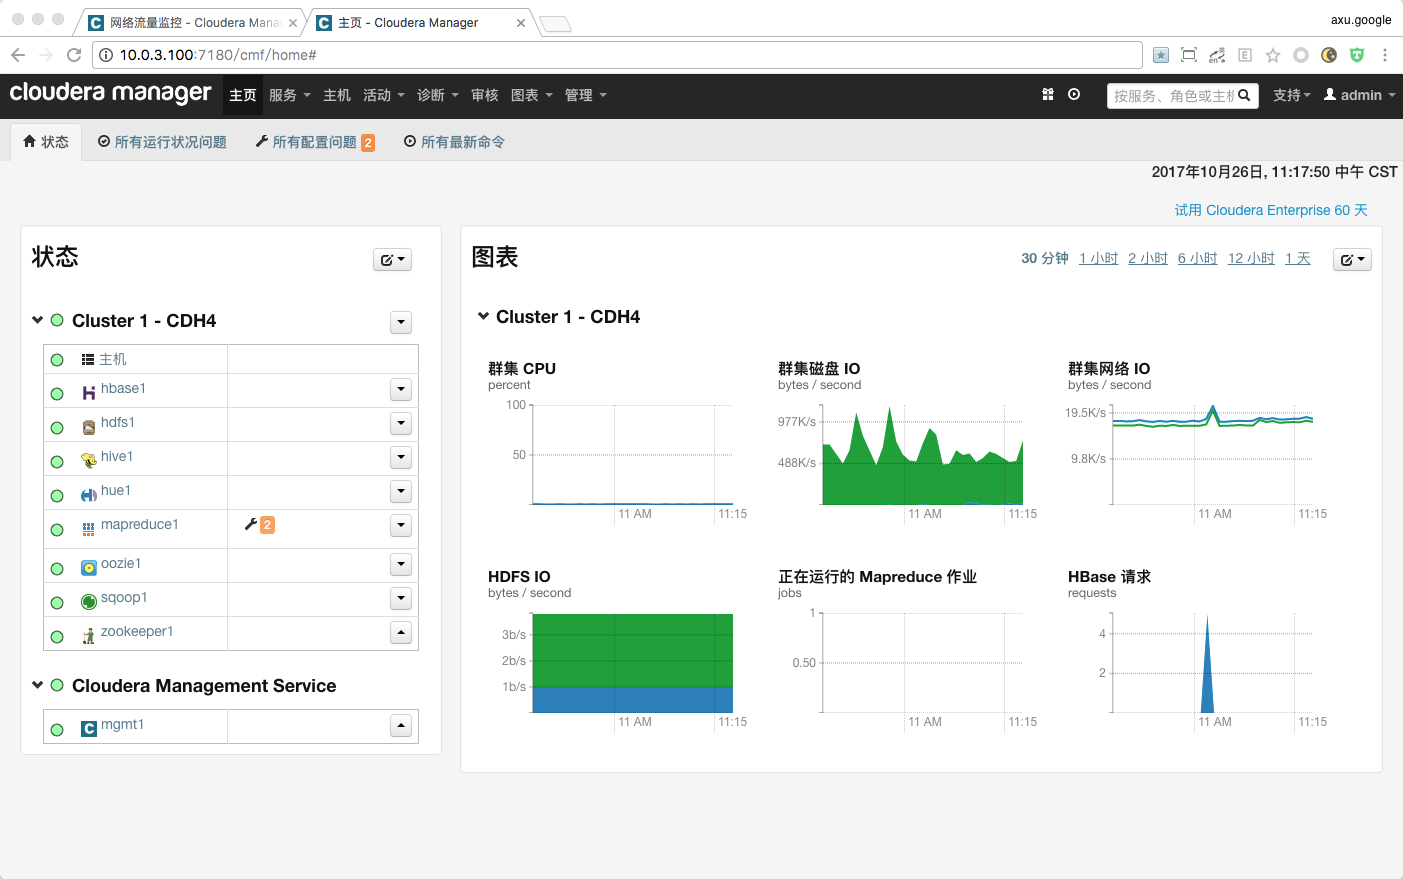 网络流量监控 - Cloudera Mana
主页 - Cloudera Manager
axu.google
10.0.3.100:7180/cmf/home#
cloudera manager 主页 服务 主机 活动 诊断 审核 图表 管理 按服务、角色或主机 支持 admin
状态 所有运行状况问题 所有配置问题 2 所有最新命令
2017年10月26日, 11:17:50 中午 CST
试用 Cloudera Enterprise 60 天
状态
Cluster 1 - CDH4
主机
hbase1
hdfs1
hive1
hue1
mapreduce1 2
oozie1
sqoop1
zookeeper1
Cloudera Management Service
C mgmt1
图表 30 分钟 1 小时 2 小时 6 小时 12 小时 1 天
Cluster 1 - CDH4
群集 CPU
percent
100
50
11 AM 11:15
群集磁盘 IO
bytes / second
977K/s
488K/s
11 AM 11:15
群集网络 IO
bytes / second
19.5K/s
9.8K/s
11 AM 11:15
HDFS IO
bytes / second
3b/s
2b/s
1b/s
11 AM 11:15
正在运行的 Mapreduce 作业
jobs
1
0.50
11 AM 11:15
HBase 请求
requests
4
2
11 AM 11:15